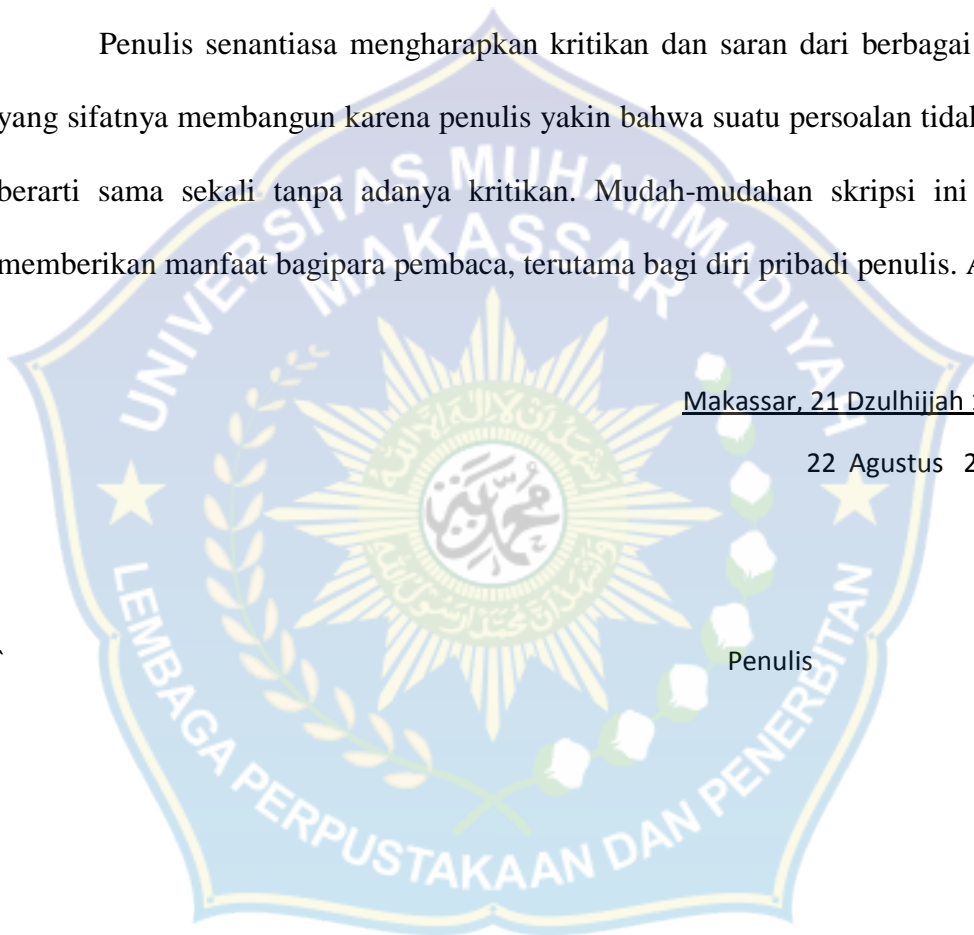 Penulis senantiasa mengharapkan kritikan dan saran dari berbagai
yang sifatnya membangun karena penulis yakin bahwa suatu persoalan
berarti sama sekali tanpa adanya kritikan. Mudah-mudahan skripsi ini
memberikan manfaat bagipara pembaca, terutama bagi diri pribadi penulis.
Makassar, 21 Dzulhijjah
22 Agustus
Penulis
UNIVERSITAS MUHAMMADIYAH
MAKASSAR
LEMBAGA PERPUSTAKAAN DAN PENERBITAN